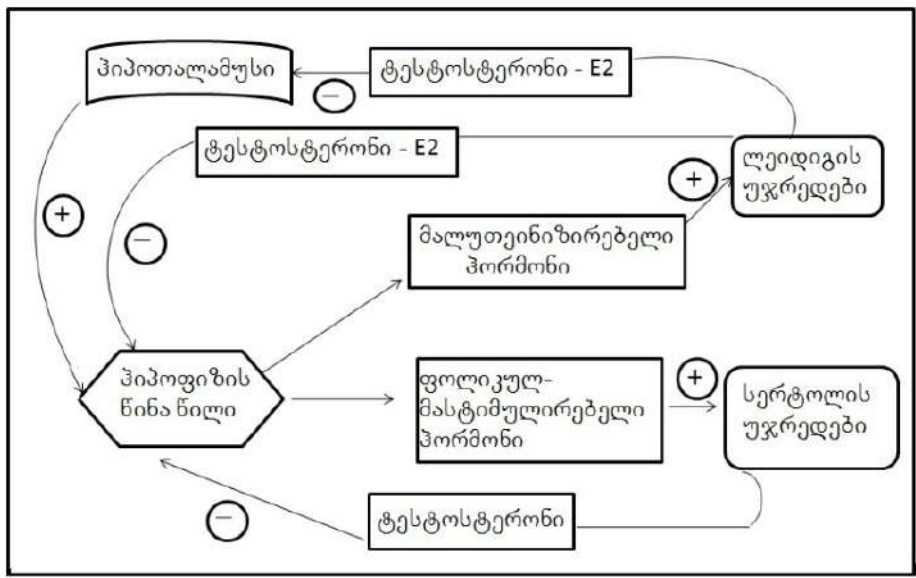 ჰიპოთალამუსი
ტესტოსტერონი - E2
−
ტესტოსტერონი - E2
ლეიდიგის
უჯრედები
+
+
−
მალუთეინიზირებელი
ჰორმონი
ჰიპოფიზის
წინა წილი
ფოლიკულ-
მასტიმულირებელი
ჰორმონი
+
სერტოლის
უჯრედები
−
ტესტოსტერონი